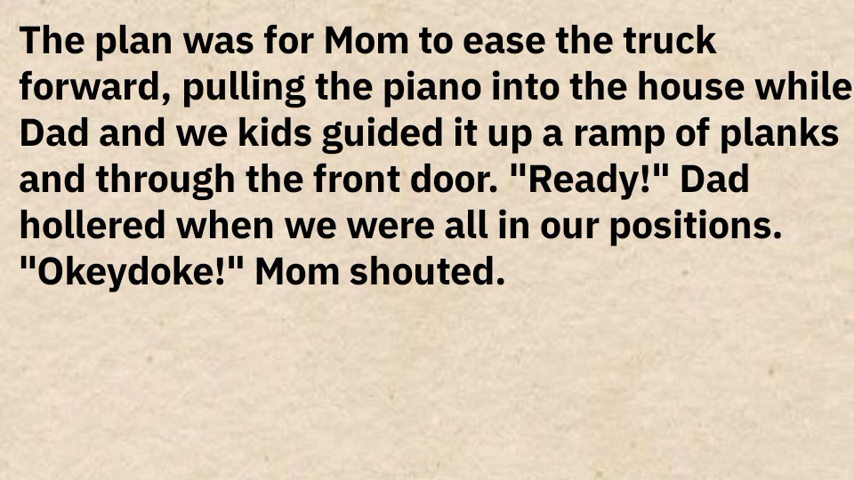 The plan was for Mom to ease the truck
forward, pulling the piano into the house while
Dad and we kids guided it up a ramp of planks
and through the front door. "Ready!" Dad
hollered when we were all in our positions.
"Okeydoke!" Mom shouted.